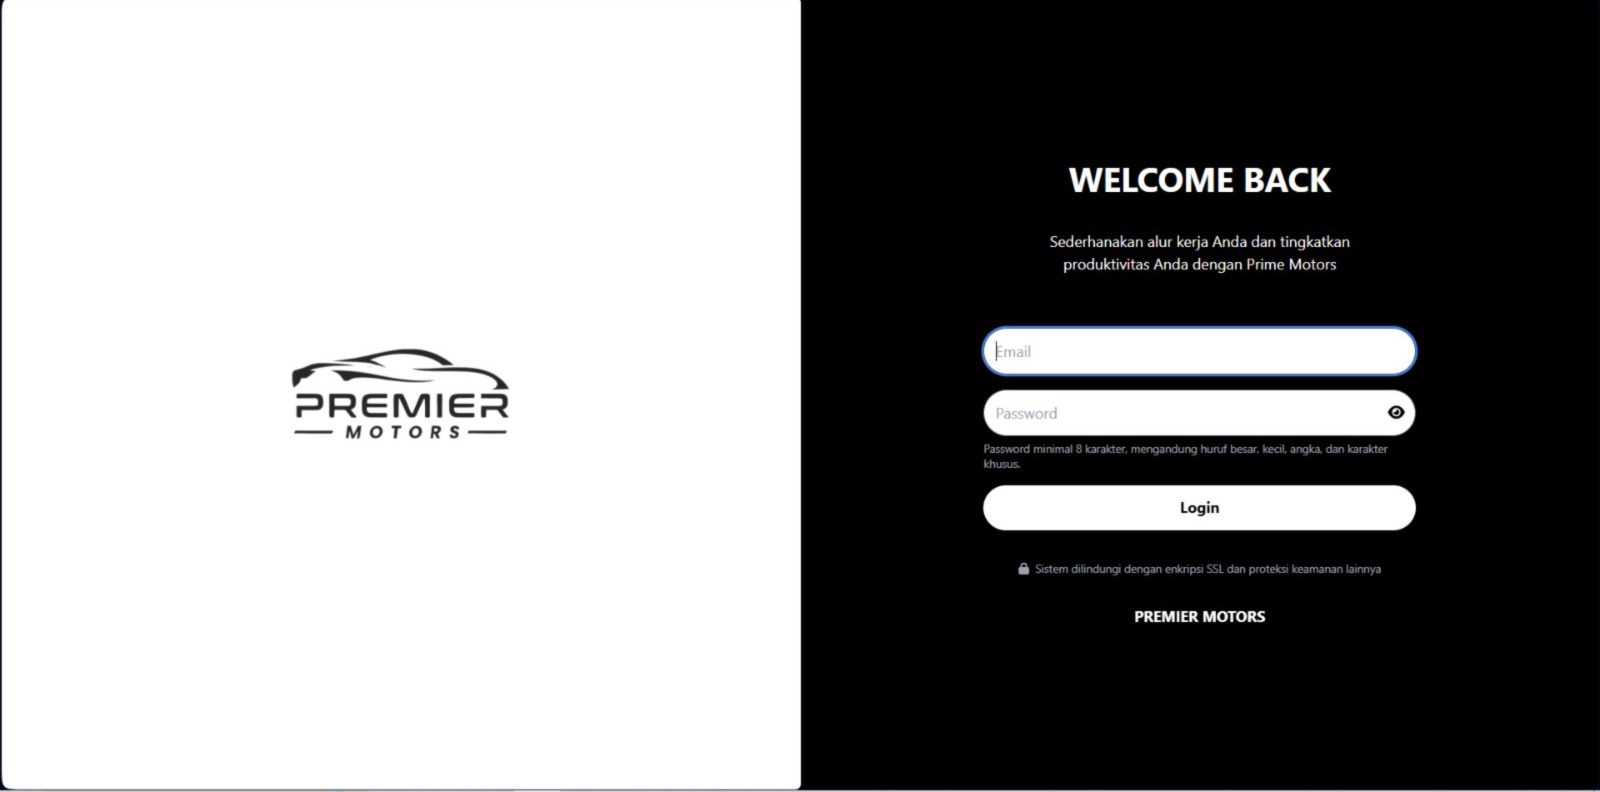 PREMIER
MOTORS
WELCOME BACK
Sederhanakan alur kerja Anda dan tingkatkan
produktivitas Anda dengan Prime Motors
Email
Password
Password minimal 8 karakter, mengandung huruf besar, kecil, angka, dan karakter
khusus.
Login
Sistem dilindungi dengan enkripsi SSL dan proteksi keamanan lainnya
PREMIER MOTORS